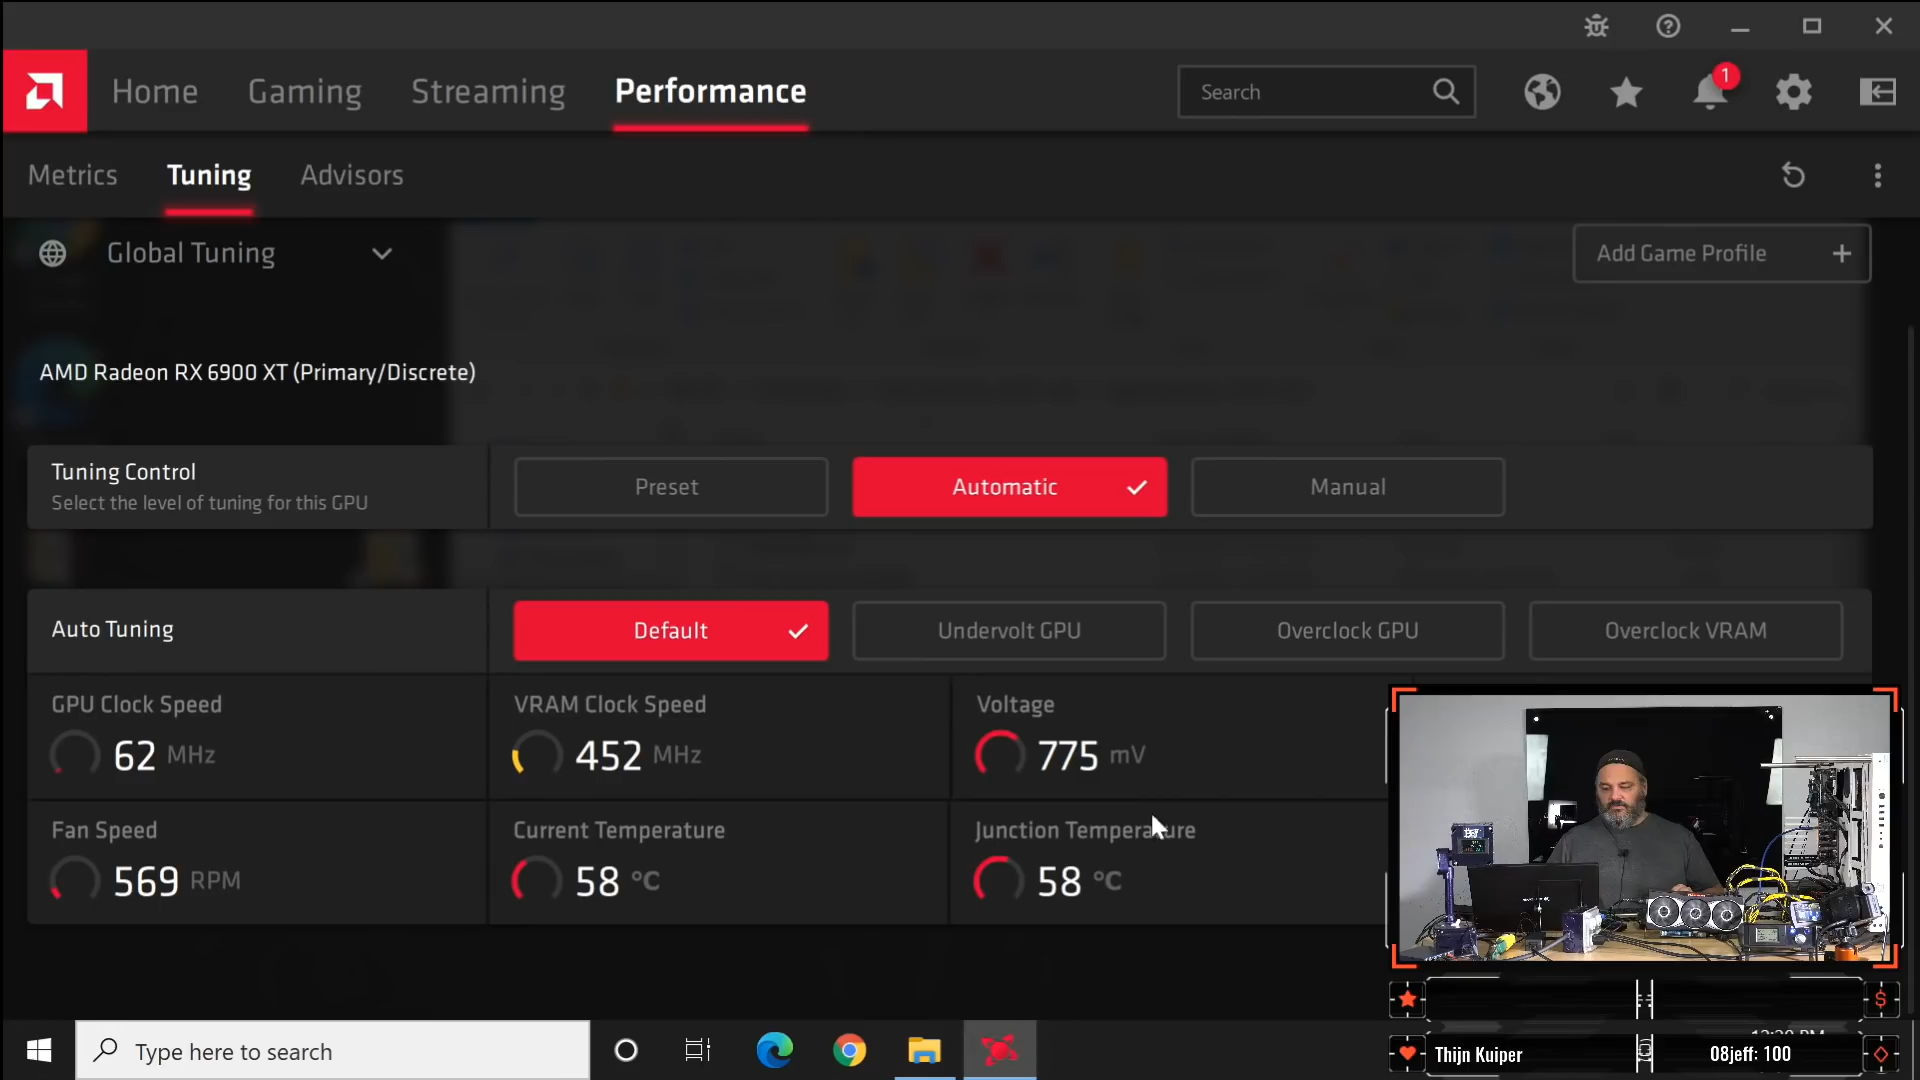 Home Gaming Streaming Performance Search 1
Metrics Tuning Advisors
Global Tuning Add Game Profile +
AMD Radeon RX 6900 XT (Primary/Discrete)
Tuning Control
Select the level of tuning for this GPU
Preset Automatic Manual
Auto Tuning Default Undervolt GPU Overclock GPU Overclock VRAM
GPU Clock Speed VRAM Clock Speed Voltage
62 MHz 452 MHz 775 mV
Fan Speed Current Temperature Junction Temperature
569 RPM 58 °C 58 °C
Type here to search
Thijn Kuiper 08jeff: 100